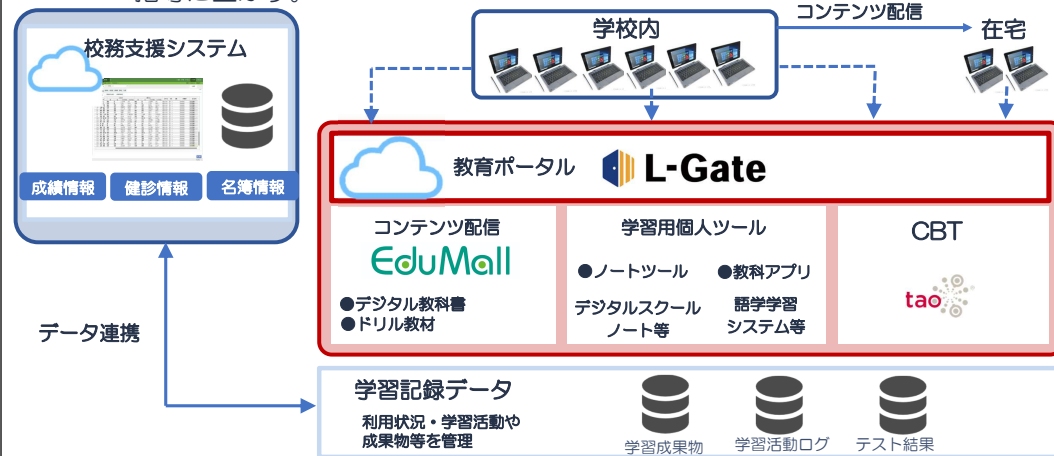 校務支援システム
成績情報
健診情報
名簿情報
データ連携
学校内
コンテンツ配信
在宅
教育ポータル
L-Gate
コンテンツ配信
EduMall
●デジタル教科書
●ドリル教材
学習用個人ツール
●ノートツール
●教科アプリ
デジタルスクール
ノート等
語学学習
システム等
CBT
tao
学習記録データ
利用状況・学習活動や
成果物等を管理
学習成果物
学習活動ログ
テスト結果